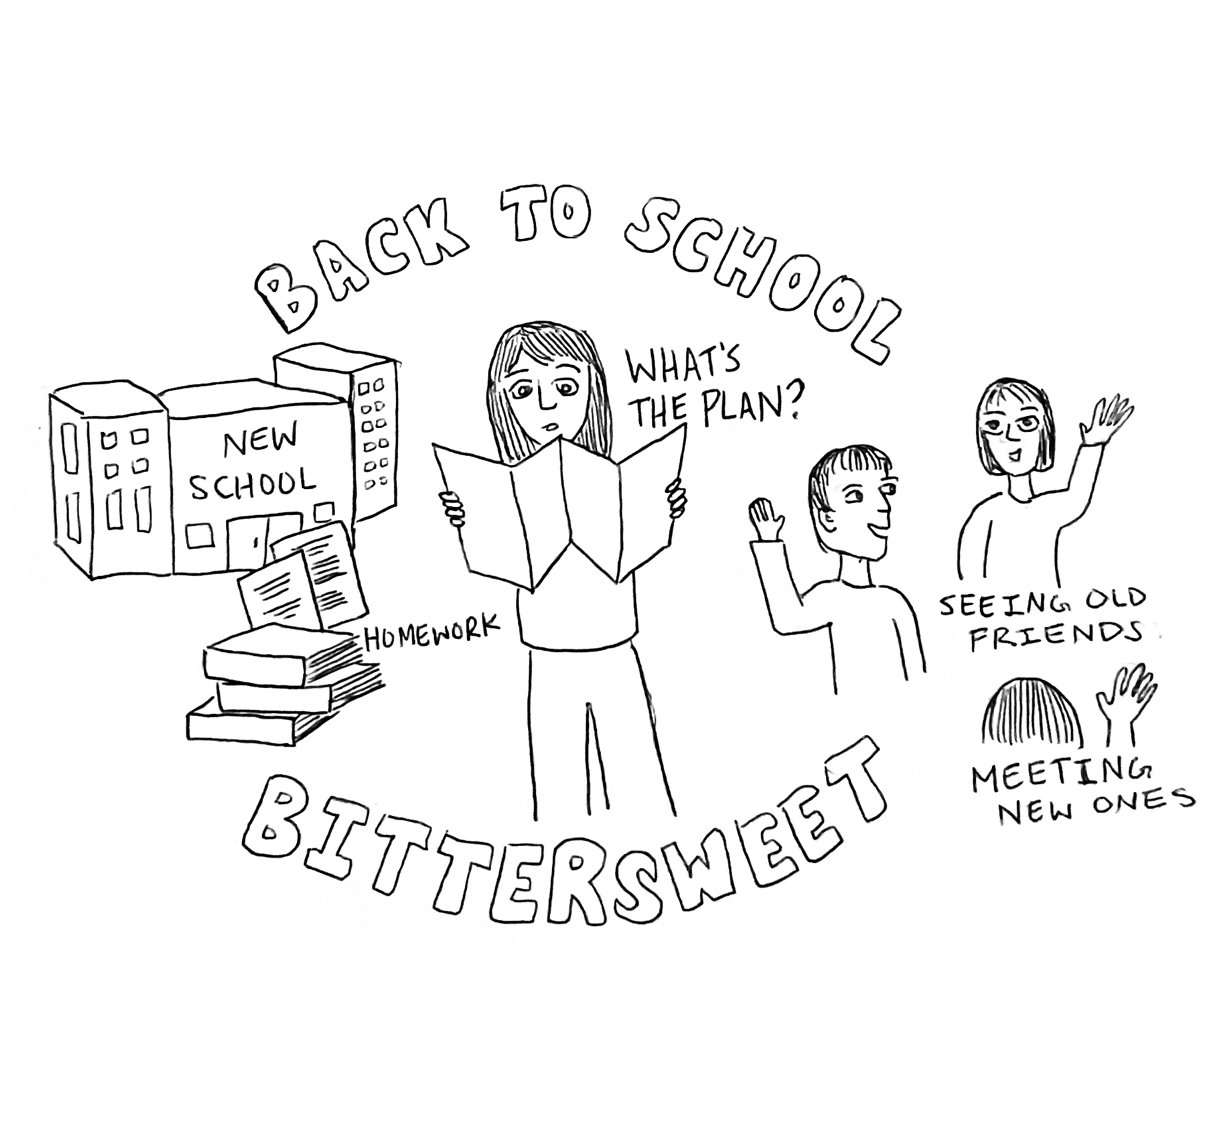 BACK TO SCHOOL
WHAT'S
THE PLAN?
NEW
SCHOOL
HOMEWORK
SEEING OLD
FRIENDS
MEETING
NEW ONES
BITTERSWEET